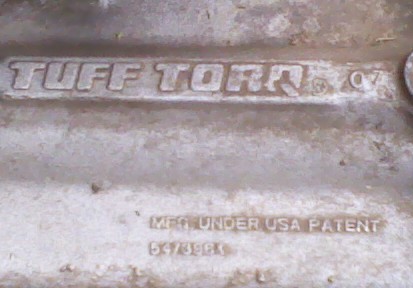 TUFF TORQ ® 07
MFG. UNDER USA PATENT